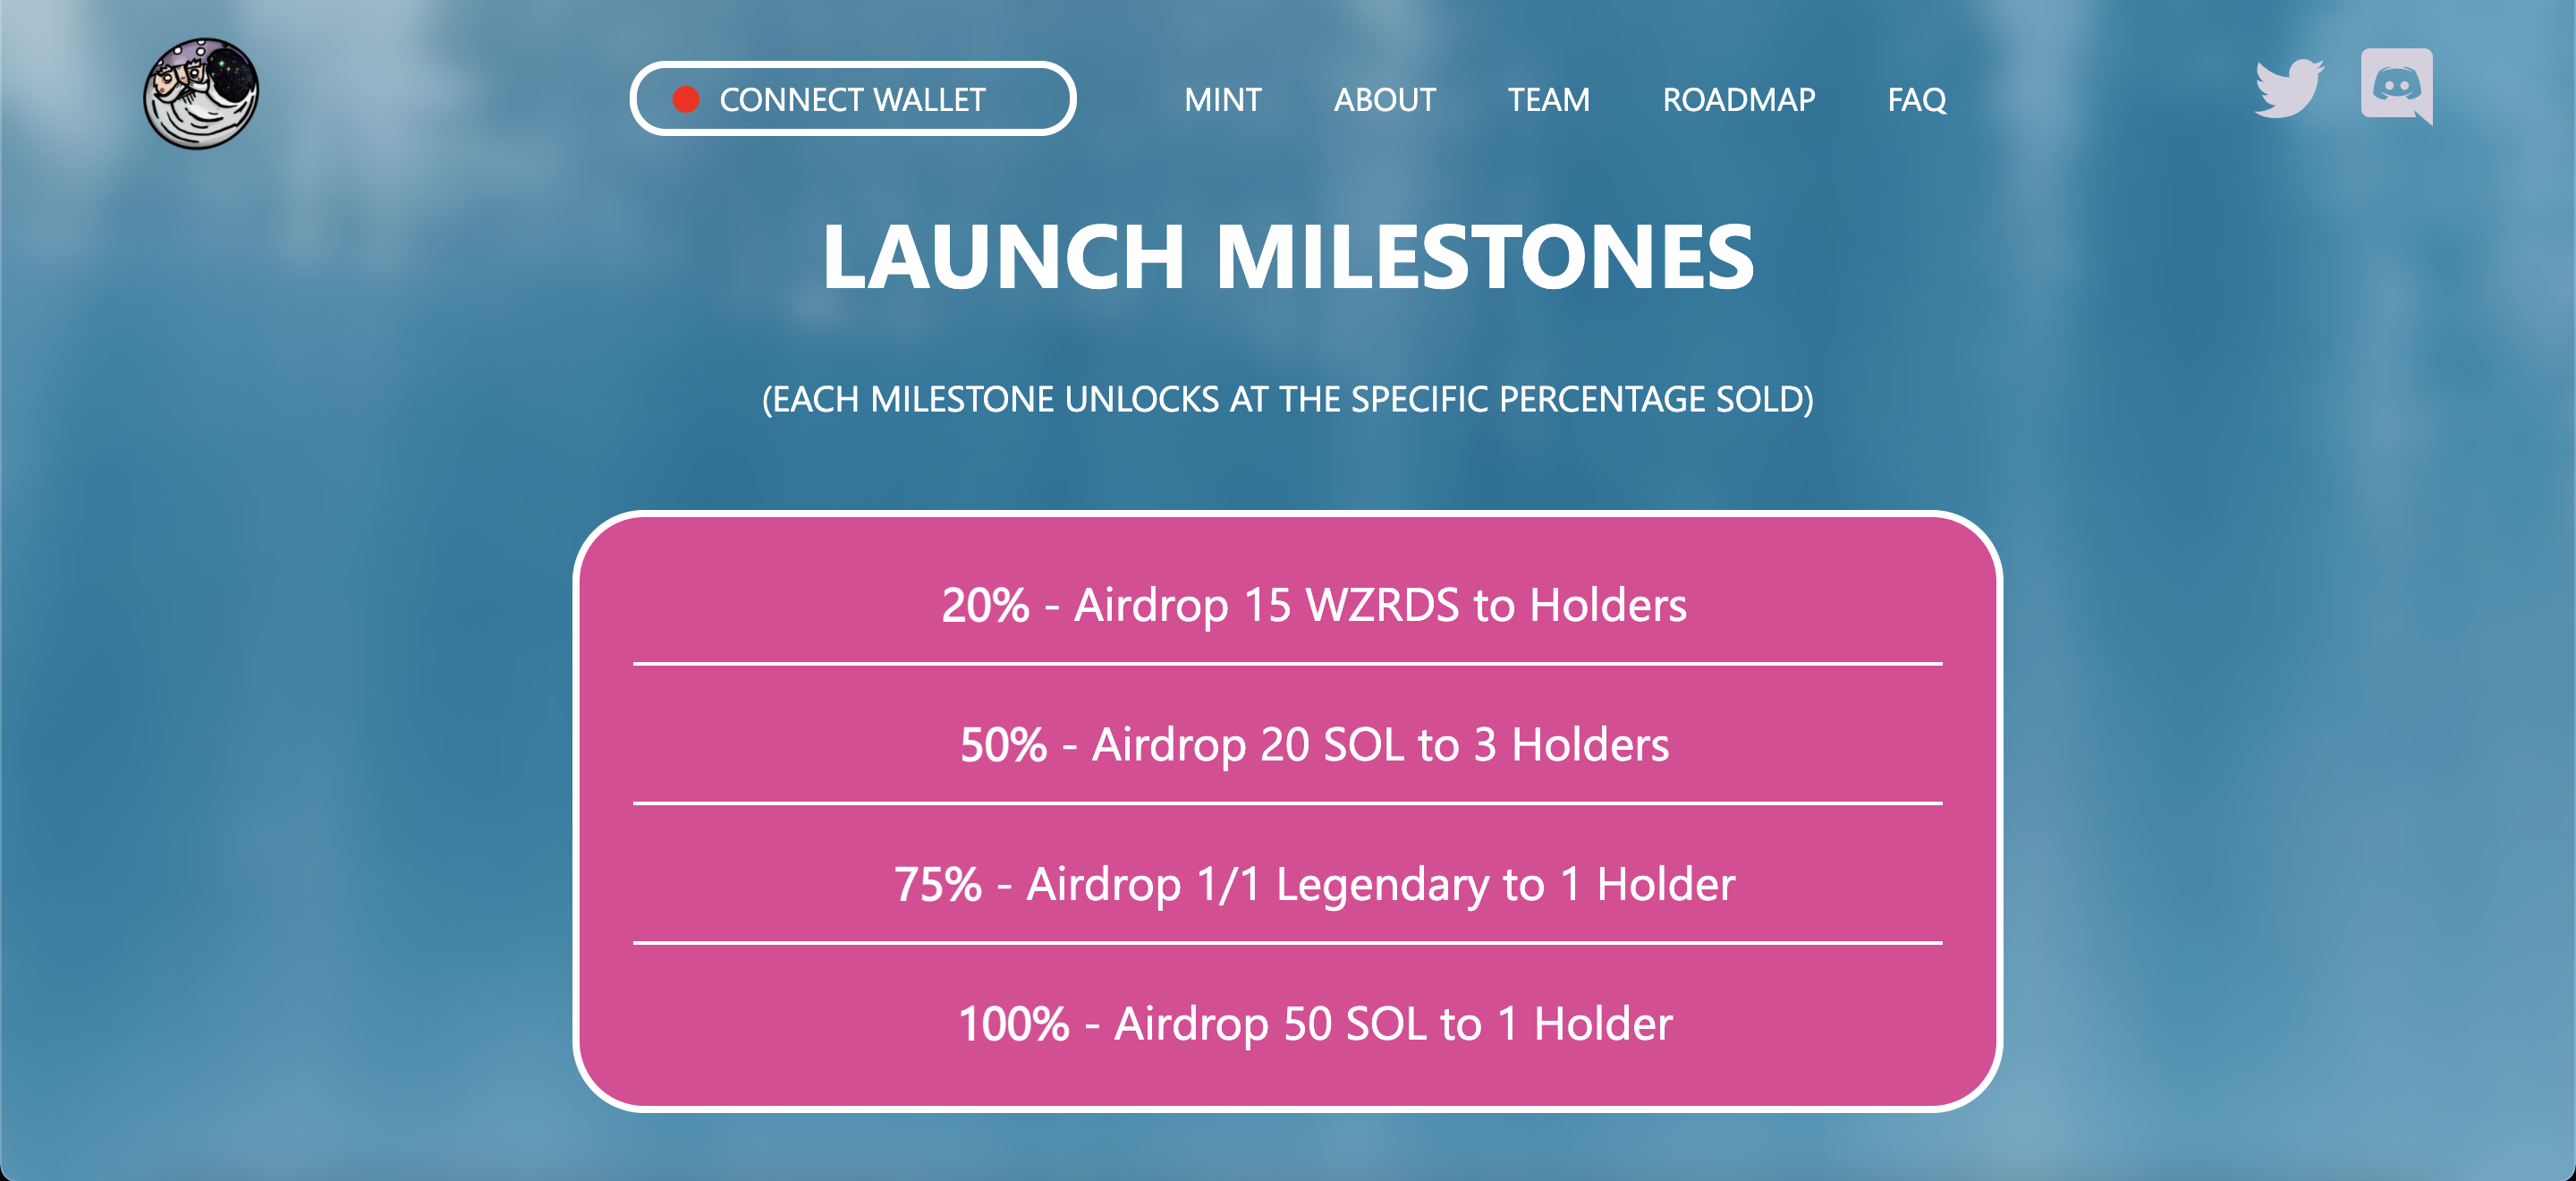 CONNECT WALLET MINT ABOUT TEAM ROADMAP FAQ
LAUNCH MILESTONES
(EACH MILESTONE UNLOCKS AT THE SPECIFIC PERCENTAGE SOLD)
20% - Airdrop 15 WZRDS to Holders
50% - Airdrop 20 SOL to 3 Holders
75% - Airdrop 1/1 Legendary to 1 Holder
100% - Airdrop 50 SOL to 1 Holder